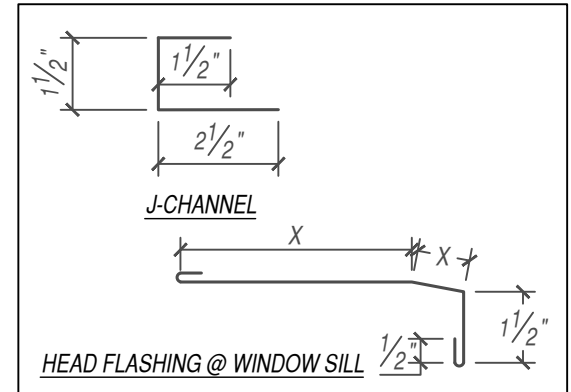 1 1/2"
1 1/2"
2 1/2"
J-CHANNEL
X
X
1 1/2"
1/2"
HEAD FLASHING @ WINDOW SILL